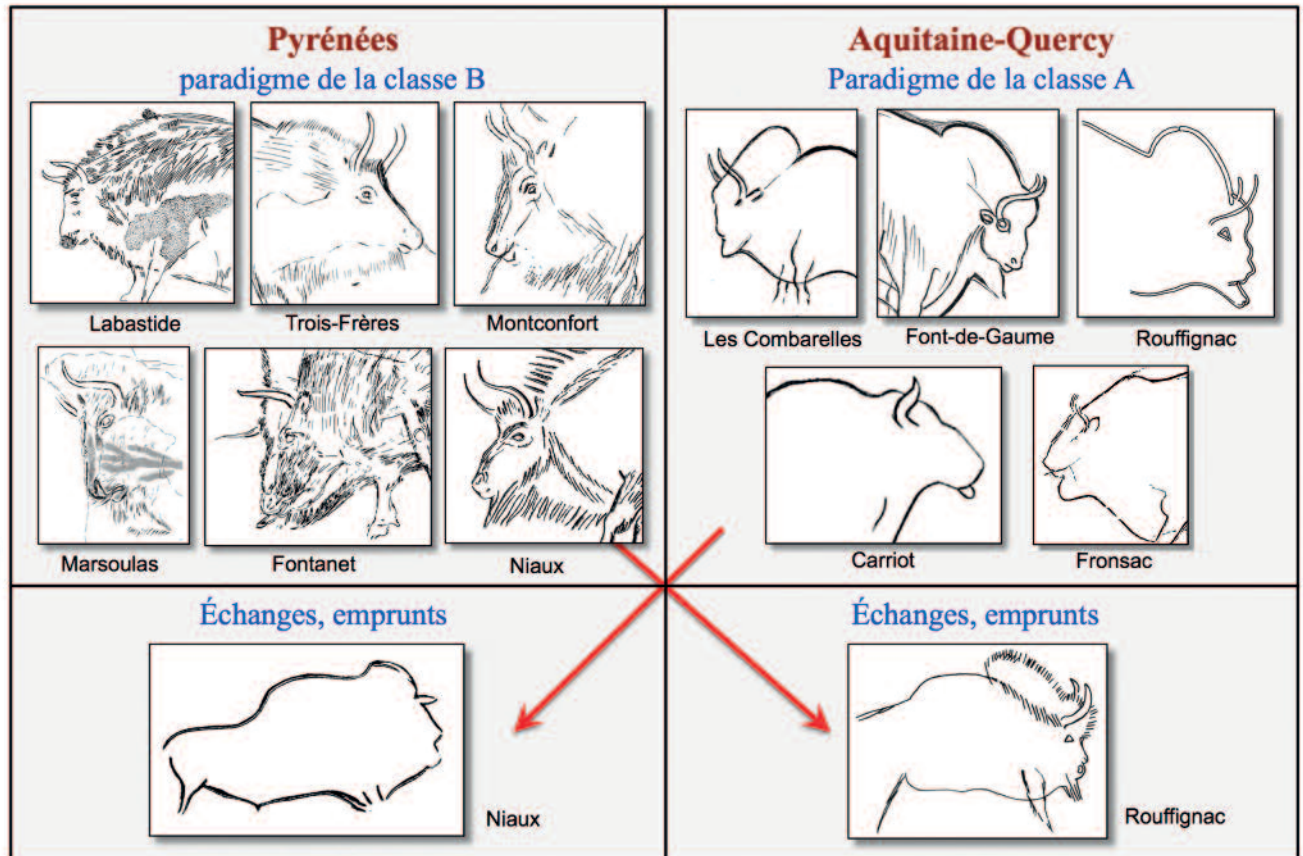 Pyrénées
paradigme de la classe B
Labastide
Trois-Frères
Montconfort
Marsoulas
Fontanet
Niaux
Aquitaine-Quercy
Paradigme de la classe A
Les Combarelles
Font-de-Gaume
Rouffignac
Carriot
Fronsac
Échanges, emprunts
Niaux
Échanges, emprunts
Rouffignac